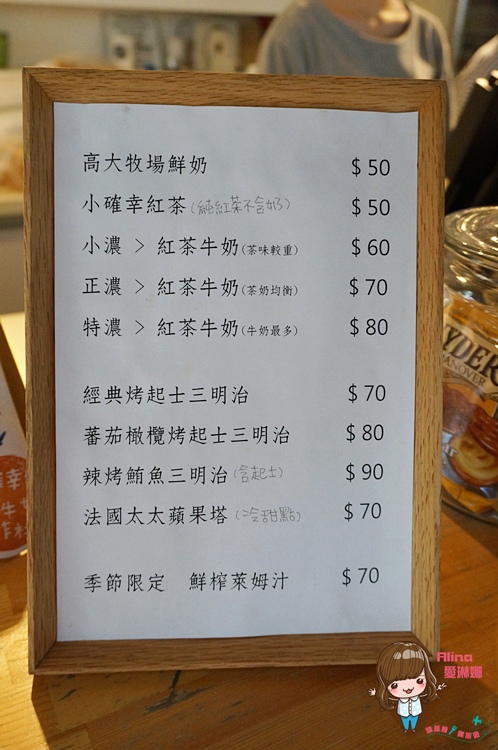 高大牧場鮮奶 $50
小確幸紅茶(純紅茶不含奶) $50
小濃 > 紅茶牛奶(茶味較重) $60
正濃 > 紅茶牛奶(茶奶均衡) $70
特濃 > 紅茶牛奶(牛奶最多) $80
經典烤起士三明治 $70
蕃茄橄欖烤起士三明治 $80
辣烤鮪魚三明治(含起士) $90
法國太太蘋果塔(冷甜點) $70
季節限定 鮮榨萊姆汁 $70
YDER
HANOVER
Alina
愛琳娜